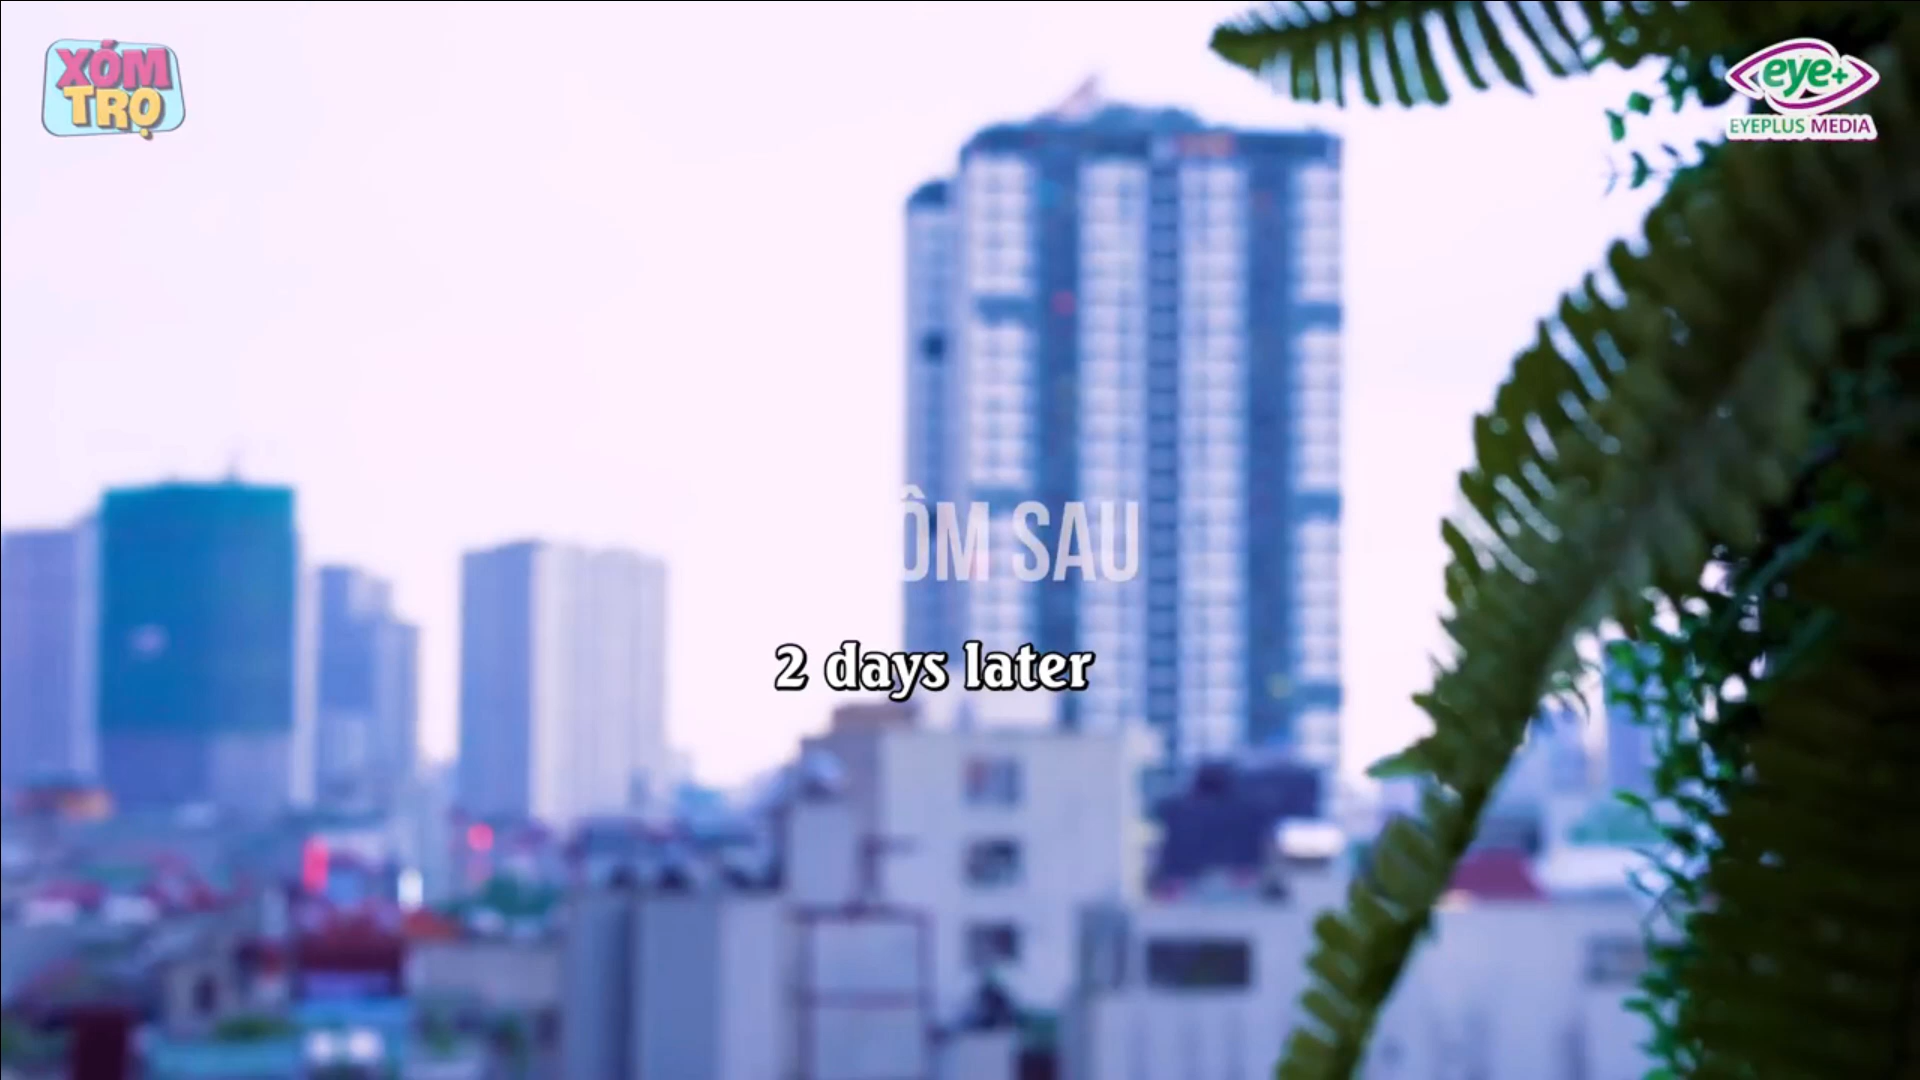 XÓM
TRỌ
eye+
EYEPLUS MEDIA
ÔM SAU
2 days later